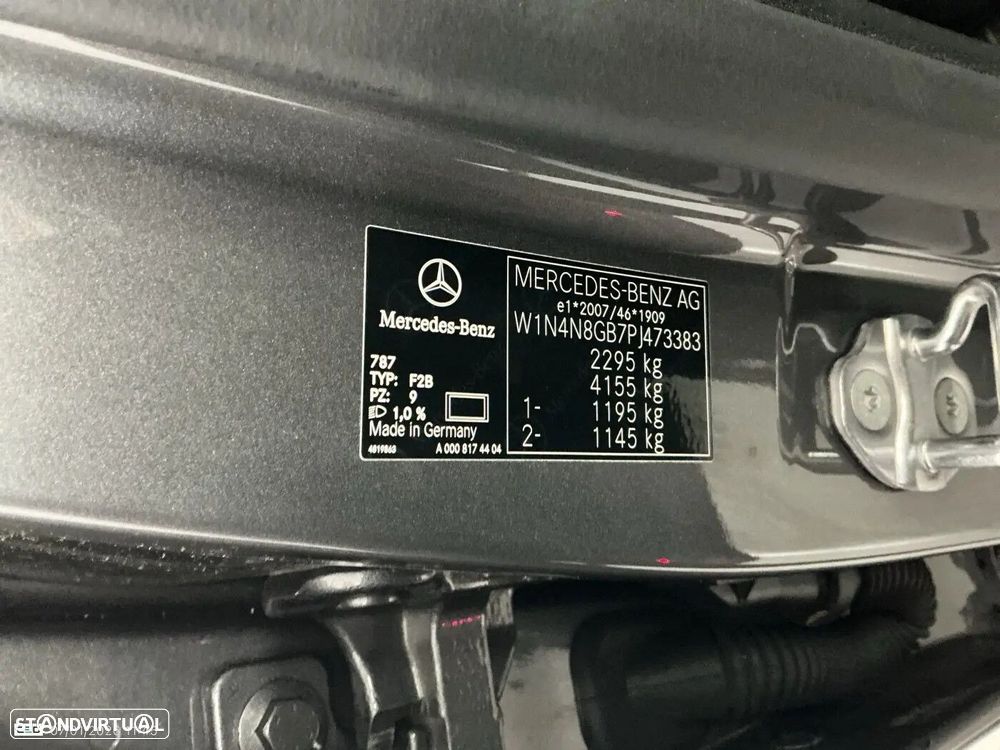 Mercedes-Benz
787
TYP: F2B
PZ: 9
1,0 %
Made in Germany
4819863
A 000 817 44 04
MERCEDES-BENZ AG
e1*2007/46*1909
W1N4N8GB7PJ473383
2295 kg
4155 kg
1- 1195 kg
2- 1145 kg
STANDVIRTUAL